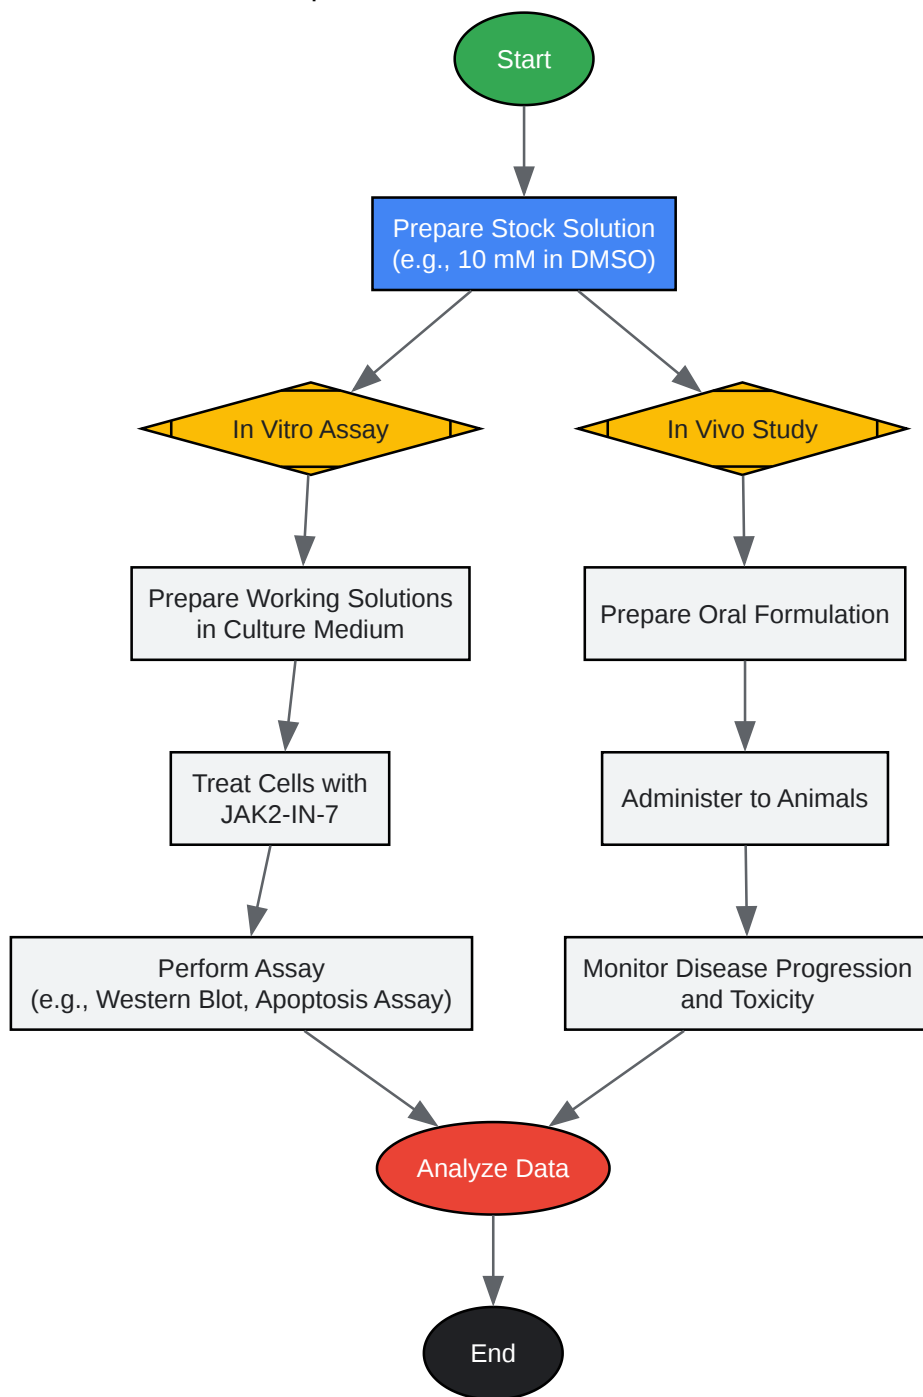 Start
Prepare Stock Solution
(e.g., 10 mM in DMSO)
In Vitro Assay
In Vivo Study
Prepare Working Solutions
in Culture Medium
Prepare Oral Formulation
Treat Cells with
JAK2-IN-7
Administer to Animals
Perform Assay
(e.g., Western Blot, Apoptosis Assay)
Monitor Disease Progression
and Toxicity
Analyze Data
End